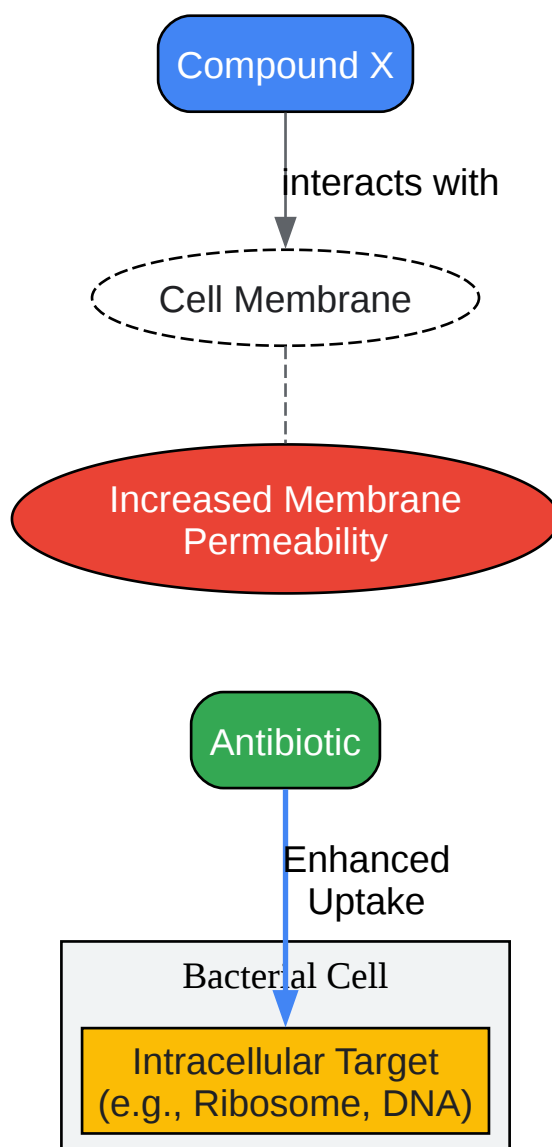 Compound X
interacts with
Cell Membrane
Increased Membrane
Permeability
Antibiotic
Enhanced
Uptake
Bacterial Cell
Intracellular Target
(e.g., Ribosome, DNA)